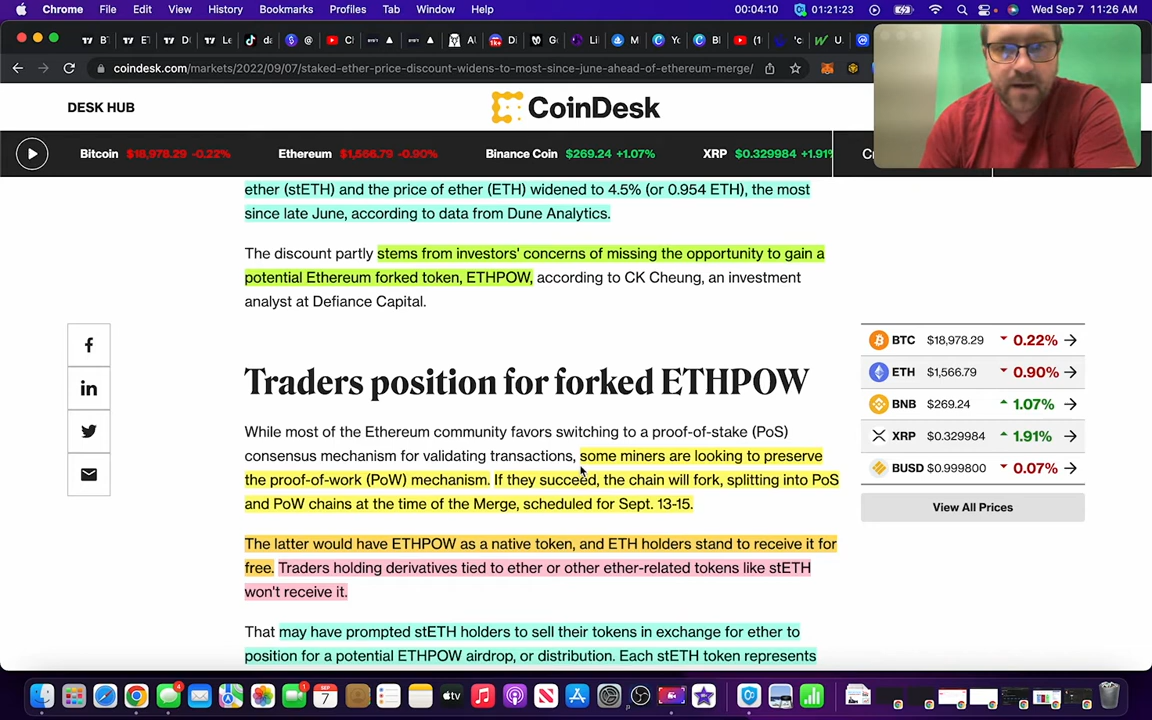 Chrome File Edit View History Bookmarks Profiles Tab Window Help 00:04:10 01:21:23 Wed Sep 7 11:26 AM
coindesk.com/markets/2022/09/07/staked-ether-price-discount-widens-to-most-since-june-ahead-of-ethereum-merge/
DESK HUB
CoinDesk
Bitcoin $18,978.29 -0.22% Ethereum $1,566.79 -0.90% Binance Coin $269.24 +1.07% XRP $0.329984 +1.91%
ether (stETH) and the price of ether (ETH) widened to 4.5% (or 0.954 ETH), the most
since late June, according to data from Dune Analytics.
The discount partly stems from investors' concerns of missing the opportunity to gain a
potential Ethereum forked token, ETHPOW, according to CK Cheung, an investment
analyst at Defiance Capital.
Traders position for forked ETHPOW
While most of the Ethereum community favors switching to a proof-of-stake (PoS)
consensus mechanism for validating transactions, some miners are looking to preserve
the proof-of-work (PoW) mechanism. If they succeed, the chain will fork, splitting into PoS
and PoW chains at the time of the Merge, scheduled for Sept. 13-15.
The latter would have ETHPOW as a native token, and ETH holders stand to receive it for
free. Traders holding derivatives tied to ether or other ether-related tokens like stETH
won't receive it.
That may have prompted stETH holders to sell their tokens in exchange for ether to
position for a potential ETHPOW airdrop, or distribution. Each stETH token represents
BTC $18,978.29 0.22%
ETH $1,566.79 0.90%
BNB $269.24 1.07%
XRP $0.329984 1.91%
BUSD $0.999800 0.07%
View All Prices